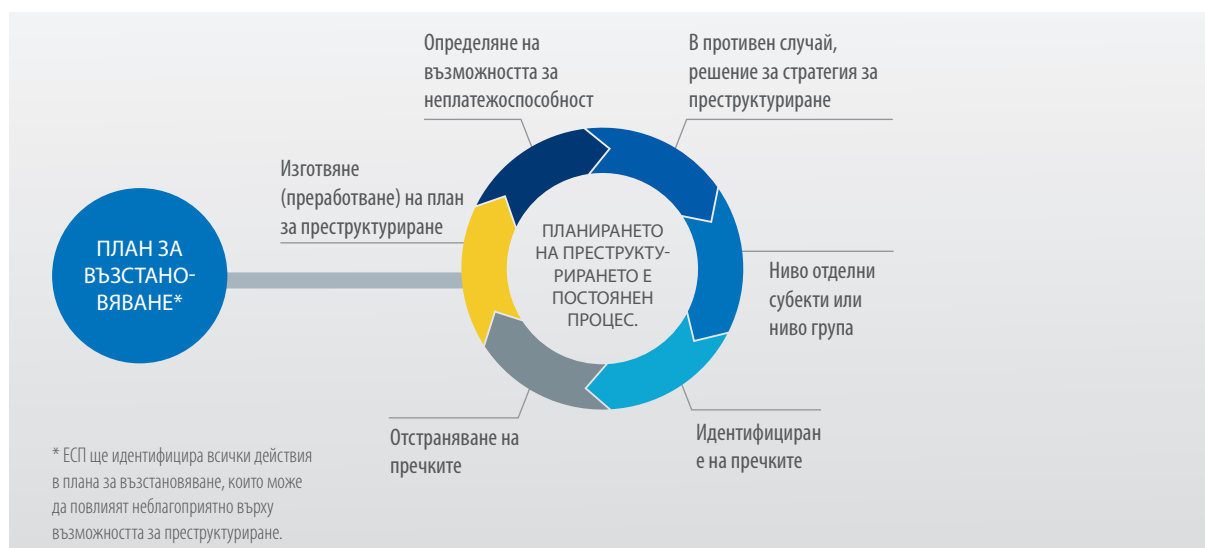 Определяне на
възможността за
неплатежоспособност
В противен случай,
решение за стратегия за
преструктуриране
Изготвяне
(преработване) на план
за преструктуриране
ПЛАН ЗА
ВЪЗСТАНО-
ВЯВАНЕ*
ПЛАНИРАНЕТО
НА ПРЕСТРУКТУ-
РИРАНЕТО Е
ПОСТОЯНЕН
ПРОЦЕС.
Ниво отделни
субекти или
ниво група
Отстраняване на
пречките
Идентифициран
е на пречките
* ЕСП ще идентифицира всички действия
в плана за възстановяване, които може
да повлияят неблагоприятно върху
възможността за преструктуриране.